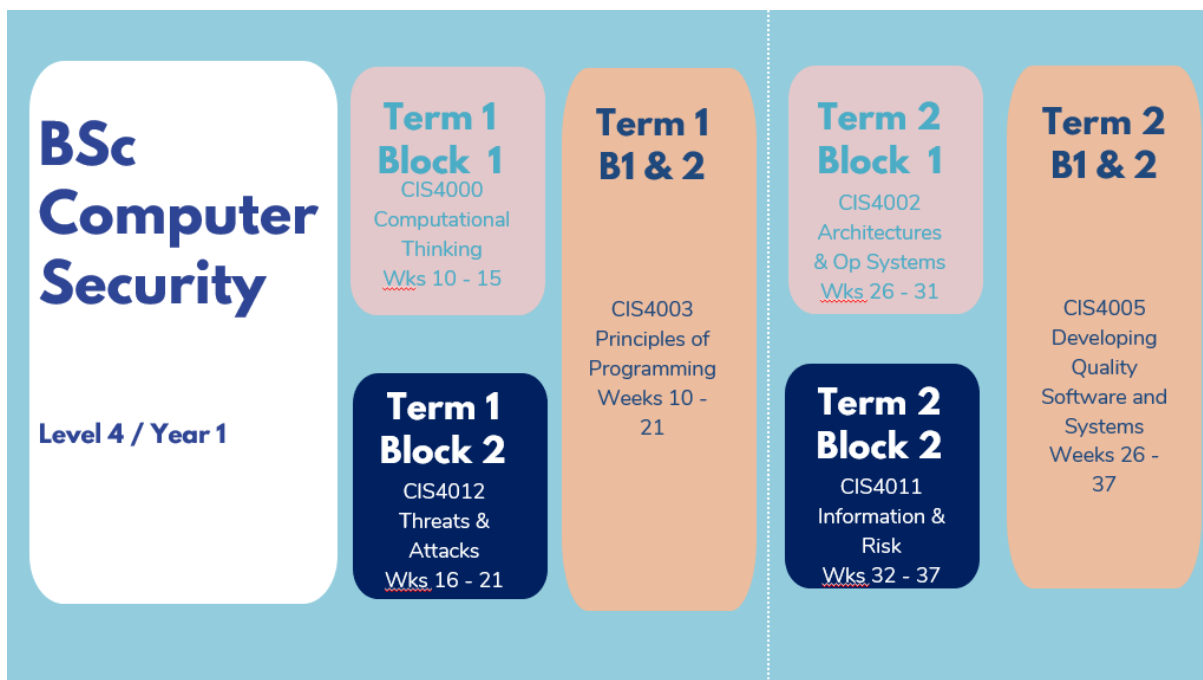 BSc
Computer
Security
Level 4 / Year 1
Term 1
Block 1
CIS4000
Computational
Thinking
Wks 10 - 15
Term 1
Block 2
CIS4012
Threats &
Attacks
Wks 16 - 21
Term 1
B1 & 2
CIS4003
Principles of
Programming
Weeks 10 -
21
Term 2
Block 1
CIS4002
Architectures
& Op Systems
Wks 26 - 31
Term 2
Block 2
CIS4011
Information &
Risk
Wks 32 - 37
Term 2
B1 & 2
CIS4005
Developing
Quality
Software and
Systems
Weeks 26 -
37